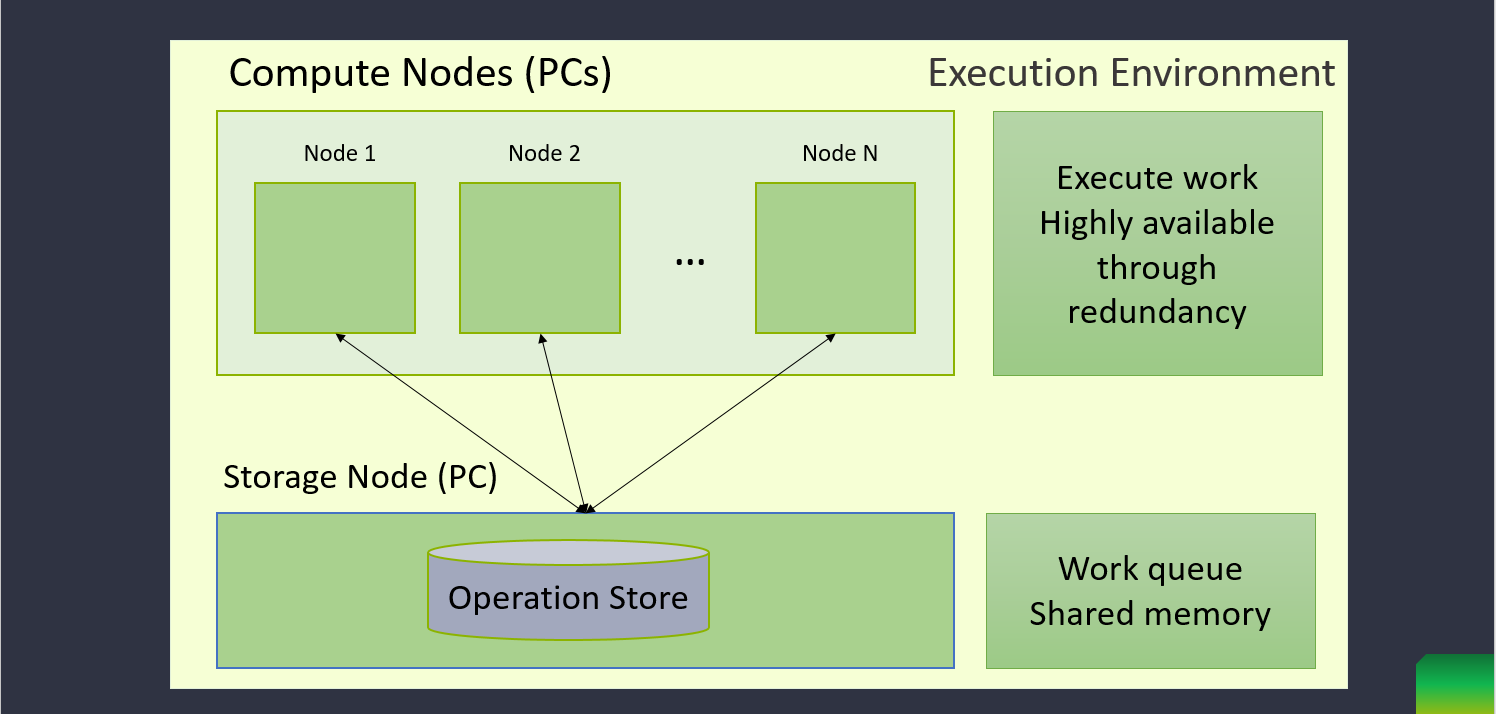 Compute Nodes (PCs)
Execution Environment
Node 1
Node 2
Node N
...
Execute work
Highly available
through
redundancy
Storage Node (PC)
Operation Store
Work queue
Shared memory